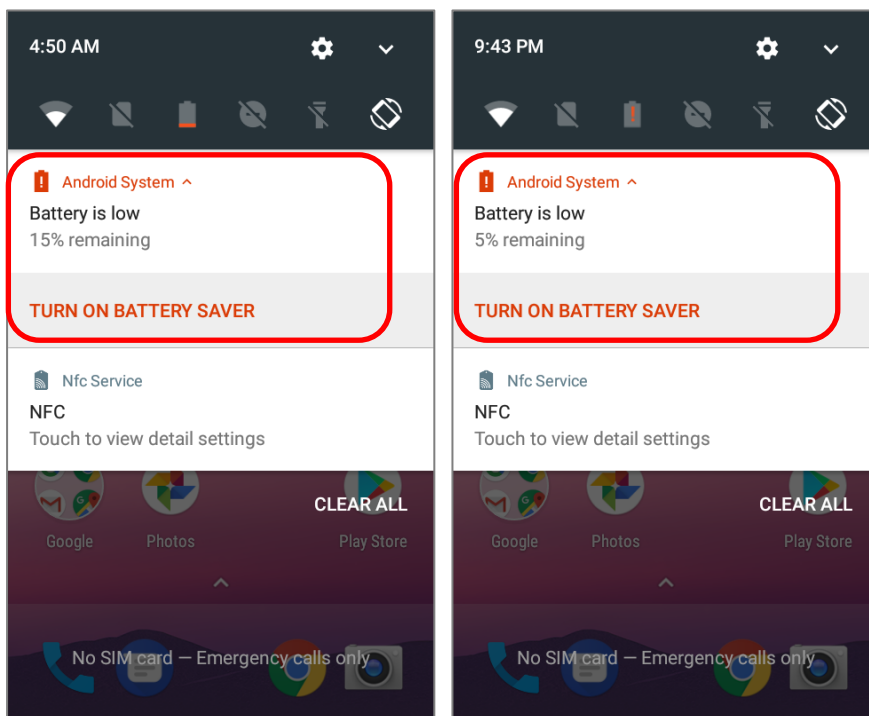 4:50 AM
Android System
Battery is low
15% remaining
TURN ON BATTERY SAVER
Nfc Service
NFC
Touch to view detail settings
CLEAR ALL
Google
Photos
Play Store
No SIM card — Emergency calls only
9:43 PM
Android System
Battery is low
5% remaining
TURN ON BATTERY SAVER
Nfc Service
NFC
Touch to view detail settings
CLEAR ALL
Google
Photos
Play Store
No SIM card — Emergency calls only